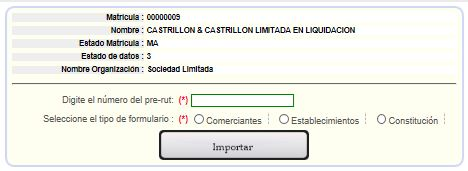 Matricula : 00000009
Nombre : CASTRILLON & CASTRILLON LIMITADA EN LIQUIDACION
Estado Matricula : MA
Estado de datos : 3
Nombre Organización : Sociedad Limitada
Digite el número del pre-rut: (*)
Seleccione el tipo de formulario : (*) Comerciantes Establecimientos Constitución
Importar